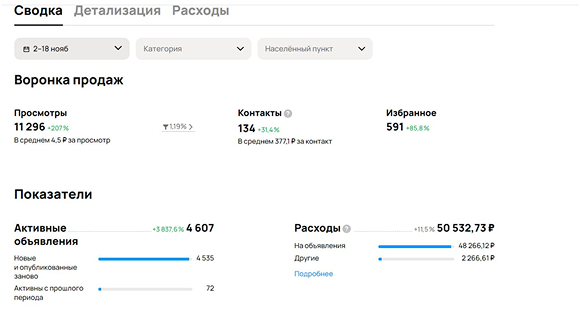 Сводка Детализация Расходы
2–18 нояб Категория Населённый пункт
Воронка продаж
Просмотры Контакты ? Избранное
11 296 +207% 1,19% > 134 +31,4% 591 +85,8%
В среднем 4,5 ₽ за просмотр В среднем 377,1 ₽ за контакт
Показатели
Активные объявления +3 837,6% 4 607
Новые и опубликованные заново 4 535
Активны с прошлого периода 72
Расходы ? +11,5% 50 532,73 ₽
На объявления 48 266,12 ₽
Другие 2 266,61 ₽
Подробнее